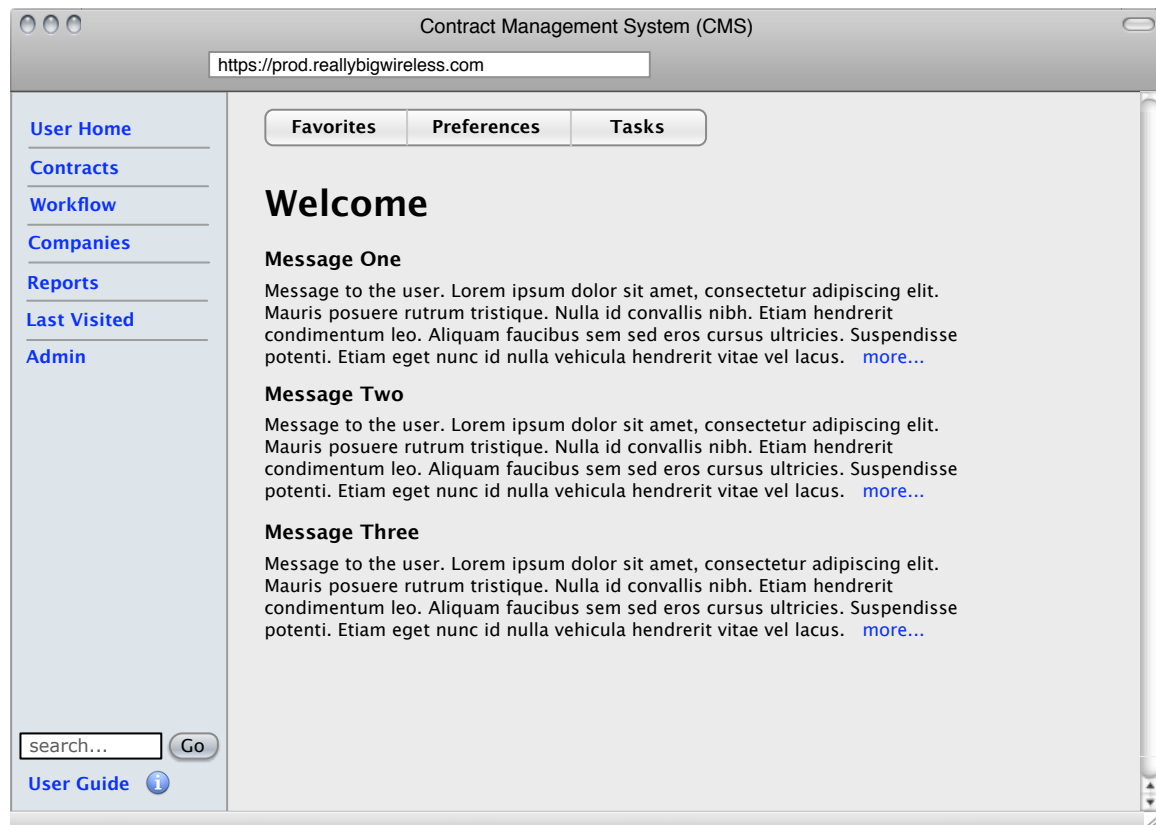 Contract Management System (CMS)
https://prod.reallybigwireless.com
User Home
Contracts
Workflow
Companies
Reports
Last Visited
Admin
search...
Go
User Guide
i
Favorites
Preferences
Tasks
Welcome
Message One
Message to the user. Lorem ipsum dolor sit amet, consectetur adipiscing elit.
Mauris posuere rutrum tristique. Nulla id convallis nibh. Etiam hendrerit
condimentum leo. Aliquam faucibus sem sed eros cursus ultricies. Suspendisse
potenti. Etiam eget nunc id nulla vehicula hendrerit vitae vel lacus. more...
Message Two
Message to the user. Lorem ipsum dolor sit amet, consectetur adipiscing elit.
Mauris posuere rutrum tristique. Nulla id convallis nibh. Etiam hendrerit
condimentum leo. Aliquam faucibus sem sed eros cursus ultricies. Suspendisse
potenti. Etiam eget nunc id nulla vehicula hendrerit vitae vel lacus. more...
Message Three
Message to the user. Lorem ipsum dolor sit amet, consectetur adipiscing elit.
Mauris posuere rutrum tristique. Nulla id convallis nibh. Etiam hendrerit
condimentum leo. Aliquam faucibus sem sed eros cursus ultricies. Suspendisse
potenti. Etiam eget nunc id nulla vehicula hendrerit vitae vel lacus. more...